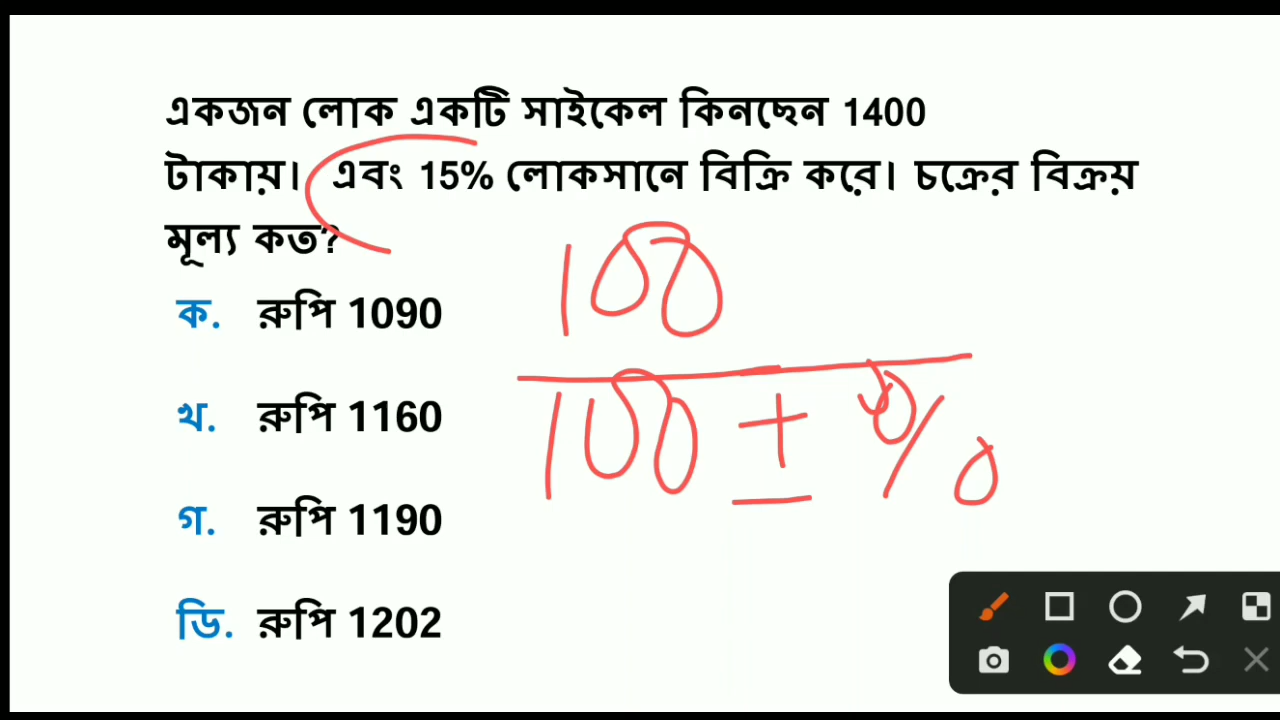 একজন লোক একটি সাইকেল কিনছেন 1400
টাকায়। এবং 15% লোকসানে বিক্রি করে। চক্রের বিক্রয়
মূল্য কত?
ক. রুপি 1090
খ. রুপি 1160
গ. রুপি 1190
ডি. রুপি 1202
100
100 ± %